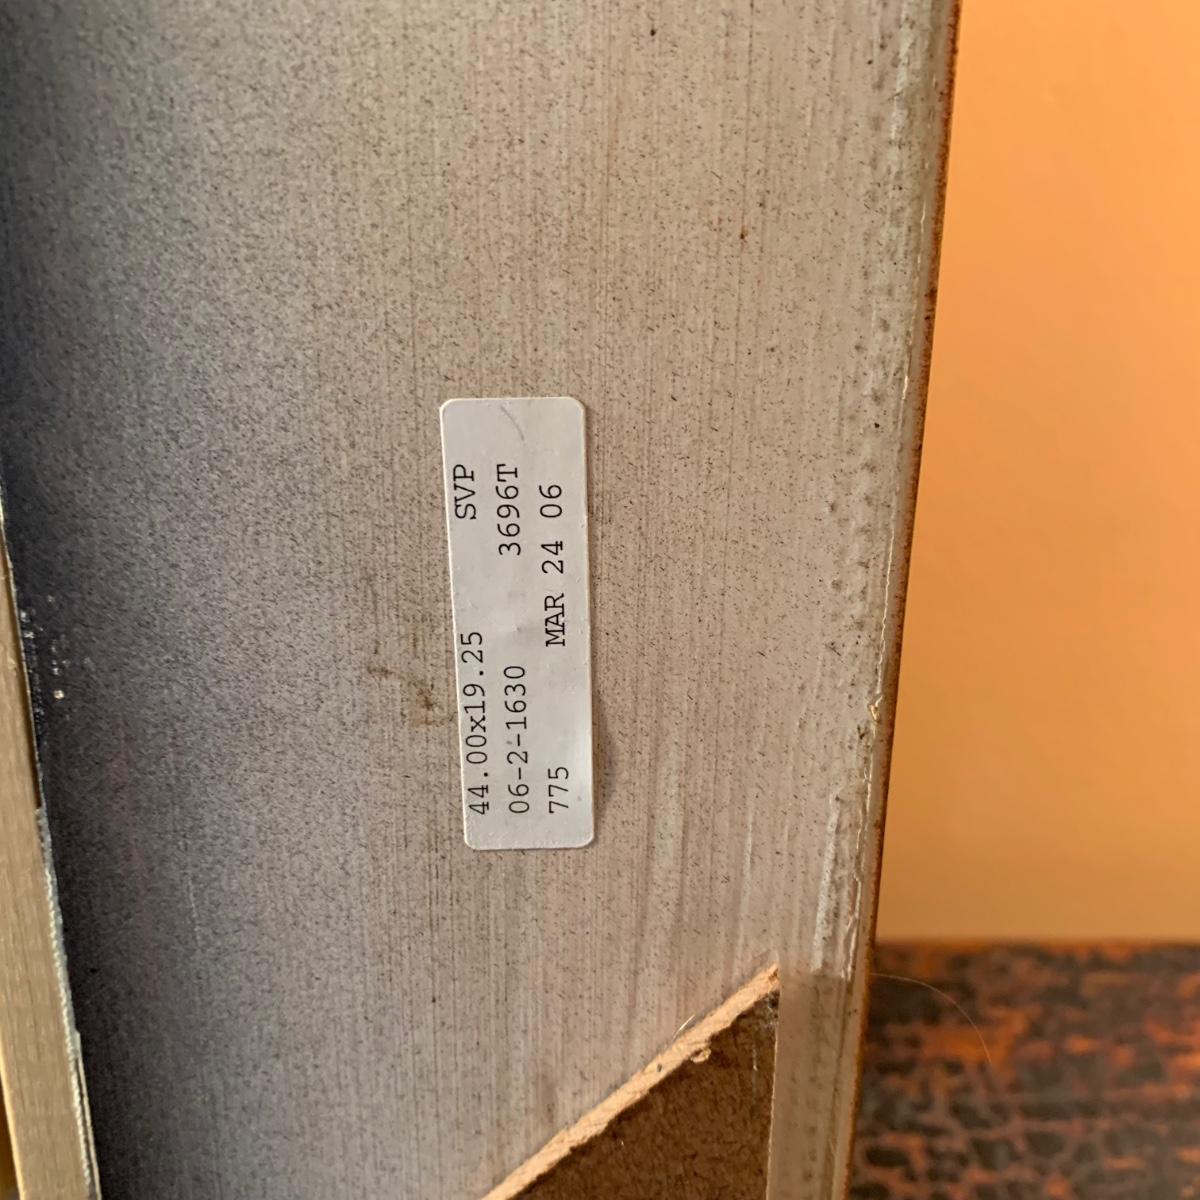 44.00x19.25 SVP
06-2-1630 3696T
775 MAR 24 06